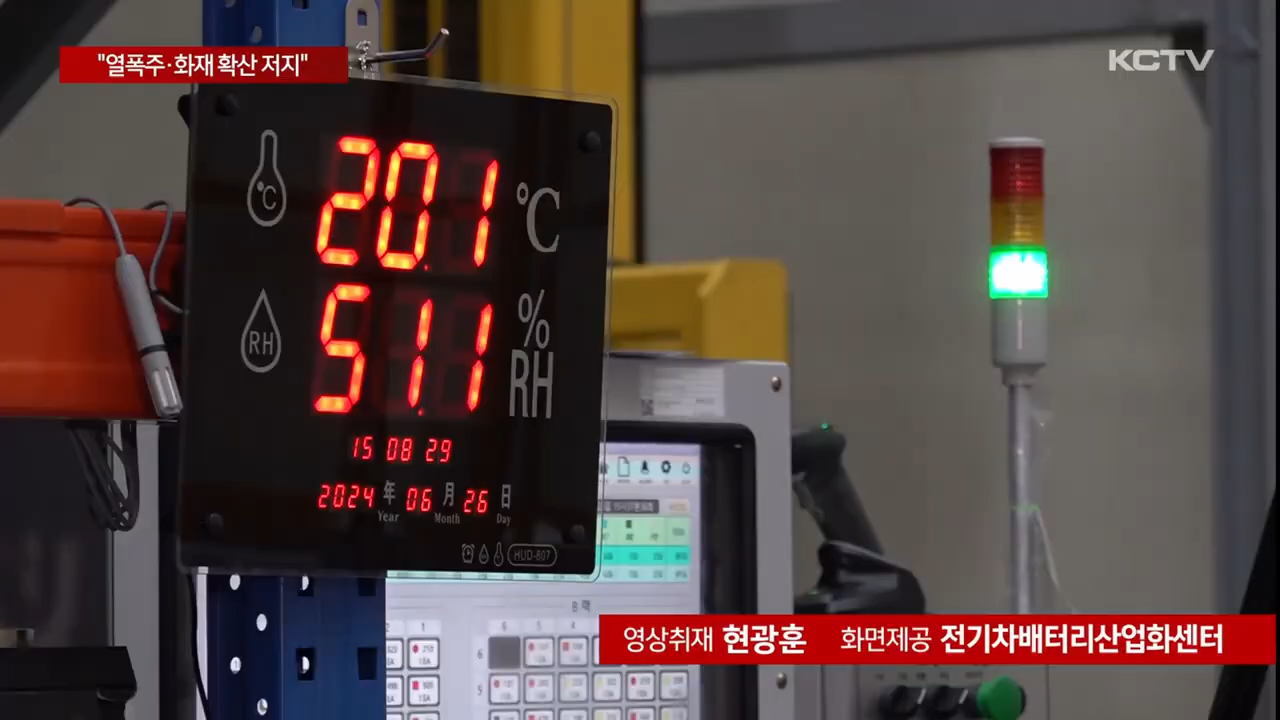 "열폭주·화재 확산 저지"
KCTV
20.1 °C
℃
51.1 % RH
RH
15 08 29
2024 年 06 月 26 日
Year Month Day
HUD-807
B 팩
영상취재 현광훈 화면제공 전기차배터리산업화센터